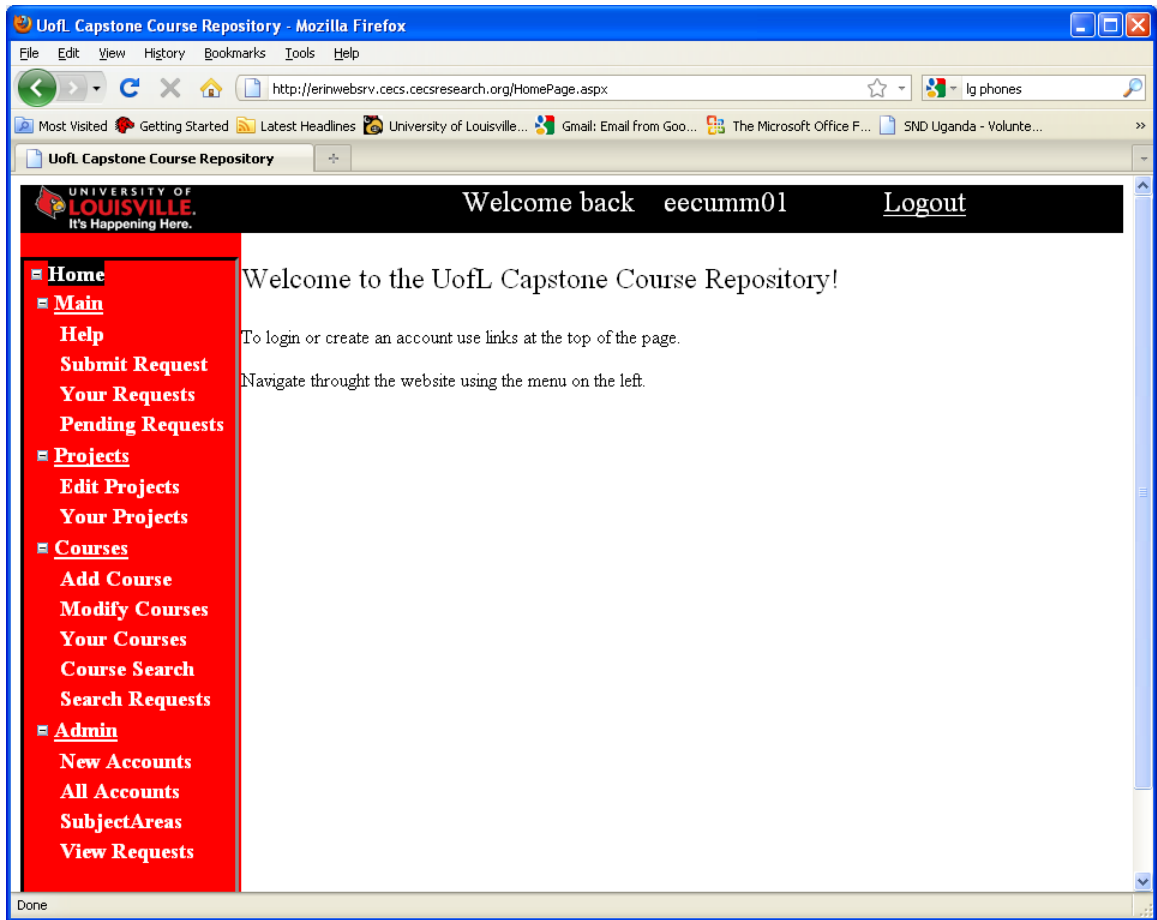 UofL Capstone Course Repository - Mozilla Firefox
File Edit View History Bookmarks Tools Help
http://erinwebsrv.cecs.cecsresearch.org/HomePage.aspx lg phones
Most Visited Getting Started Latest Headlines University of Louisville... Gmail: Email from Goo... The Microsoft Office F... SND Uganda - Volunte... »
UofL Capstone Course Repository
UNIVERSITY OF
LOUISVILLE.
It's Happening Here.
Welcome back eecumm01 Logout
Home
Main
Help
Submit Request
Your Requests
Pending Requests
Projects
Edit Projects
Your Projects
Courses
Add Course
Modify Courses
Your Courses
Course Search
Search Requests
Admin
New Accounts
All Accounts
SubjectAreas
View Requests
Welcome to the UofL Capstone Course Repository!
To login or create an account use links at the top of the page.
Navigate throught the website using the menu on the left.
Done